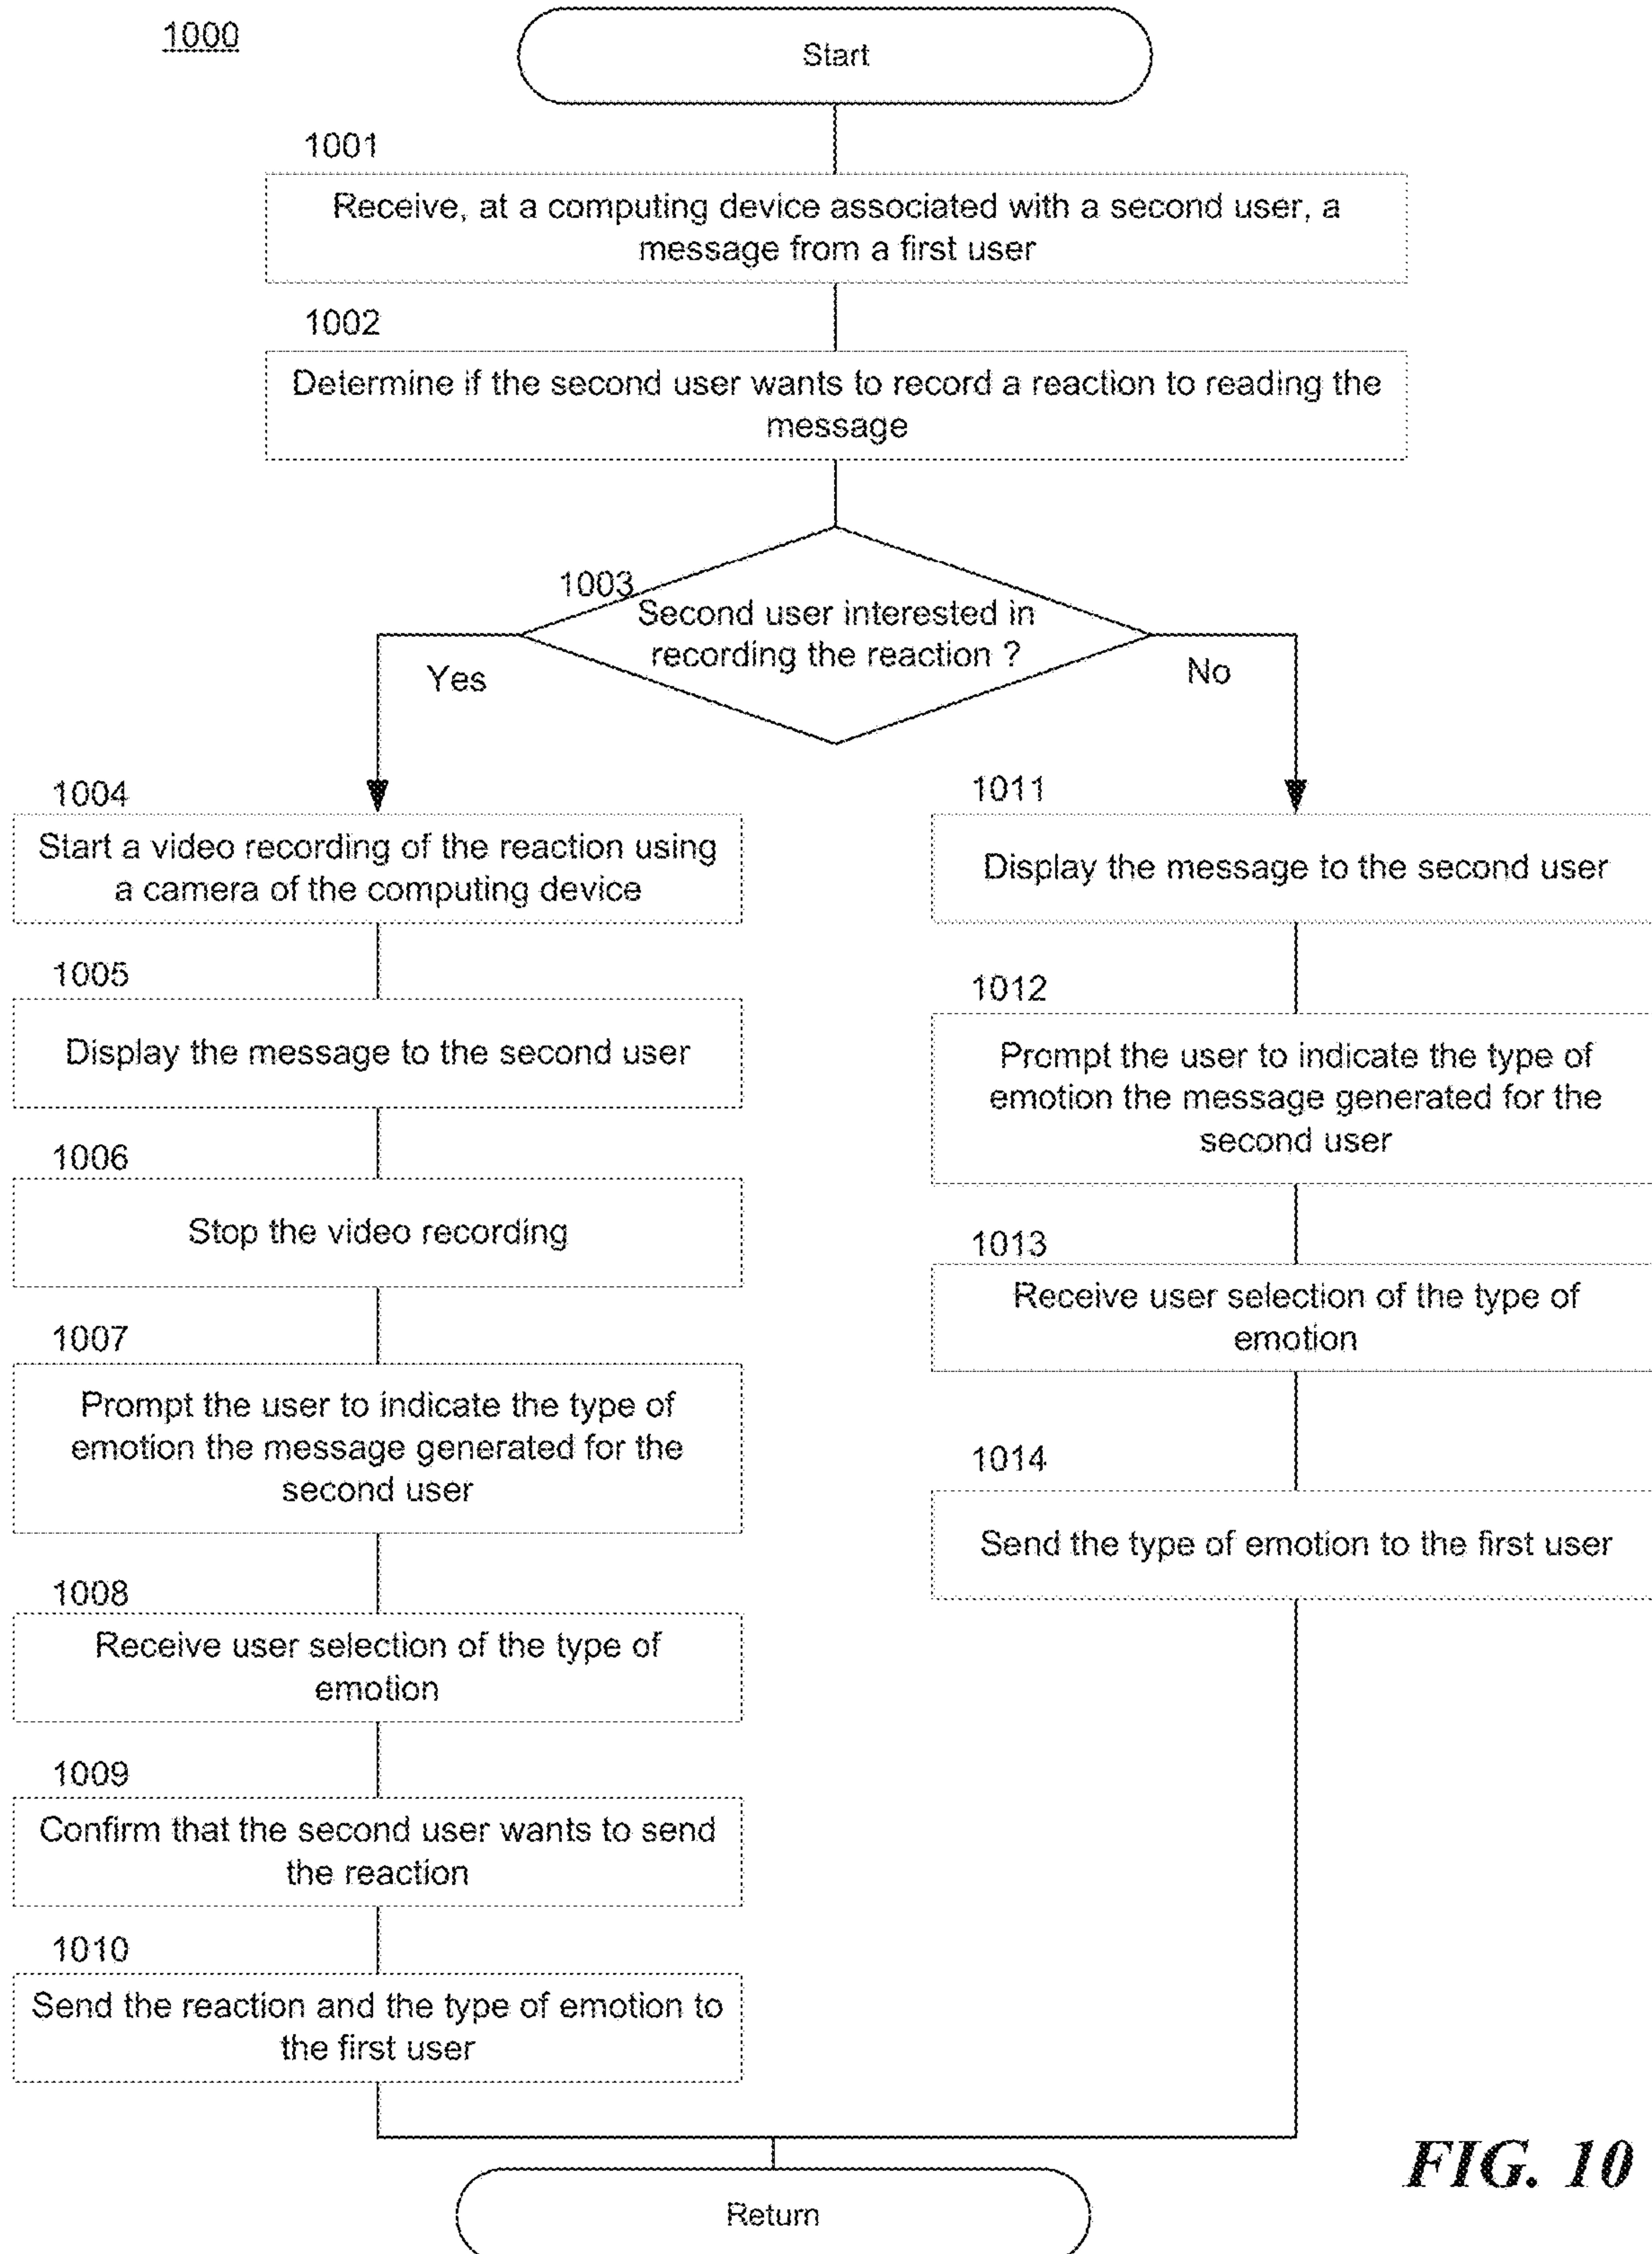 1000
Start
1001
Receive, at a computing device associated with a second user, a
message from a first user
1002
Determine if the second user wants to record a reaction to reading the
message
1003
Second user interested in
recording the reaction ?
Yes
No
1004
Start a video recording of the reaction using
a camera of the computing device
1005
Display the message to the second user
1006
Stop the video recording
1007
Prompt the user to indicate the type of
emotion the message generated for the
second user
1008
Receive user selection of the type of
emotion
1009
Confirm that the second user wants to send
the reaction
1010
Send the reaction and the type of emotion to
the first user
1011
Display the message to the second user
1012
Prompt the user to indicate the type of
emotion the message generated for the
second user
1013
Receive user selection of the type of
emotion
1014
Send the type of emotion to the first user
Return
FIG. 10